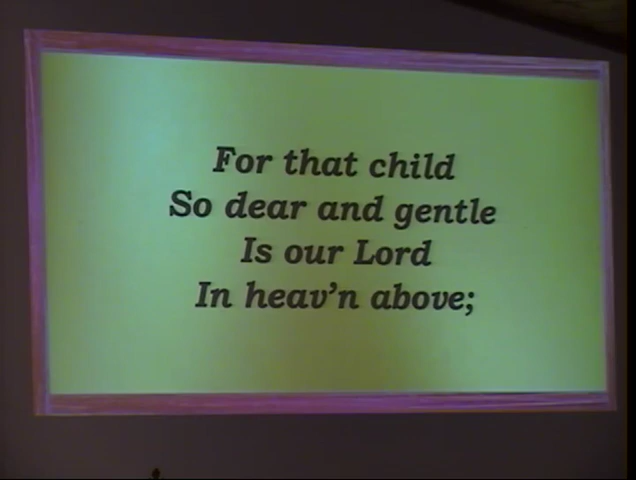 For that child
So dear and gentle
Is our Lord
In heav’n above;